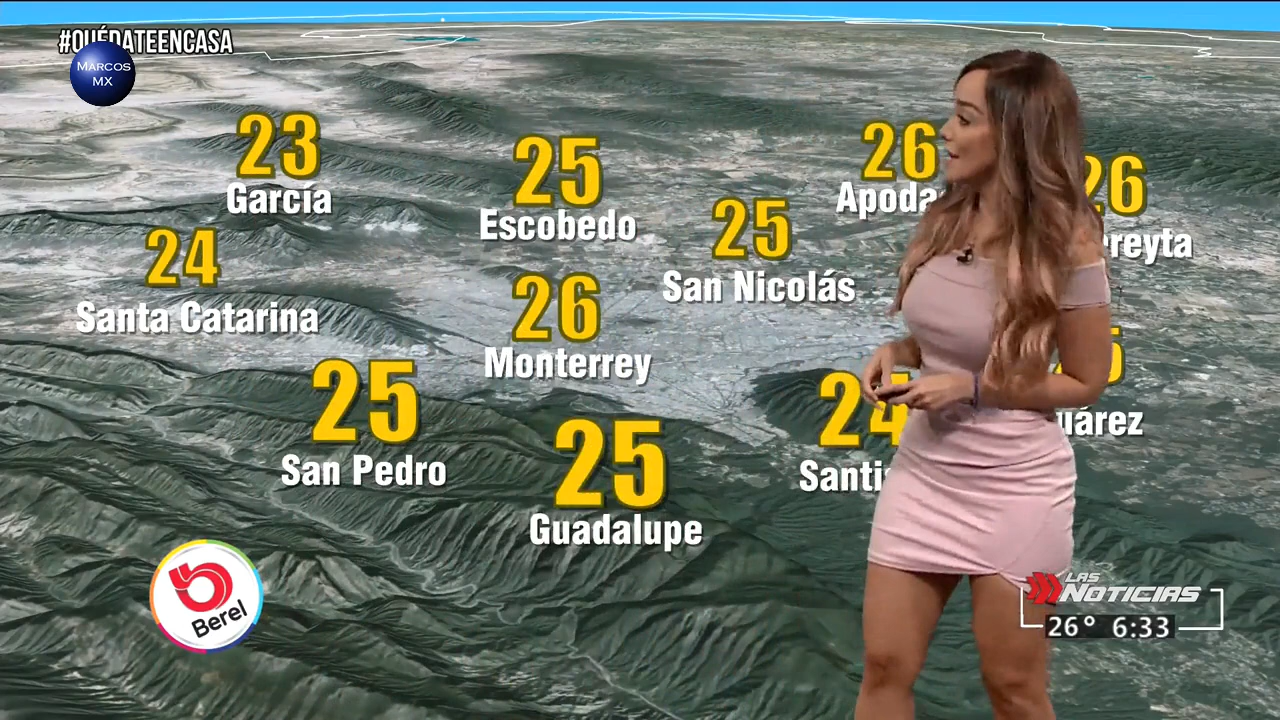 #QUÉDATEENCASA
MARCOS
MX
23
García
25
Escobedo
26
25
San Nicolás
24
Santa Catarina
26
Monterrey
25
San Pedro
25
Guadalupe
24
Berel
LAS
NOTICIAS
26° 6:33